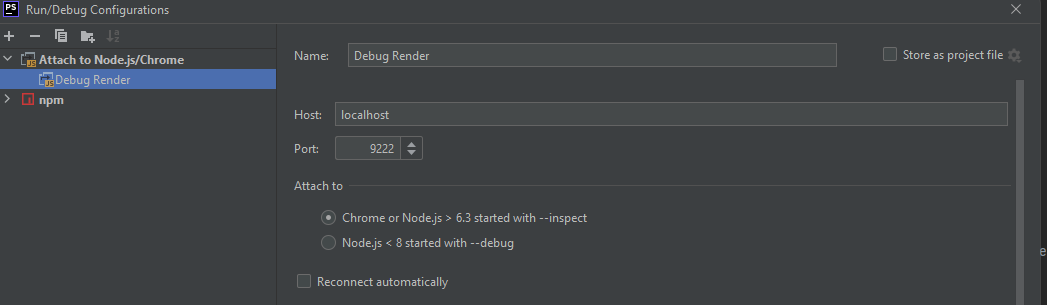 PS Run/Debug Configurations
Attach to Node.js/Chrome
JS Debug Render
npm
Name: Debug Render
Store as project file
Host: localhost
Port: 9222
Attach to
Chrome or Node.js > 6.3 started with --inspect
Node.js < 8 started with --debug
Reconnect automatically
e